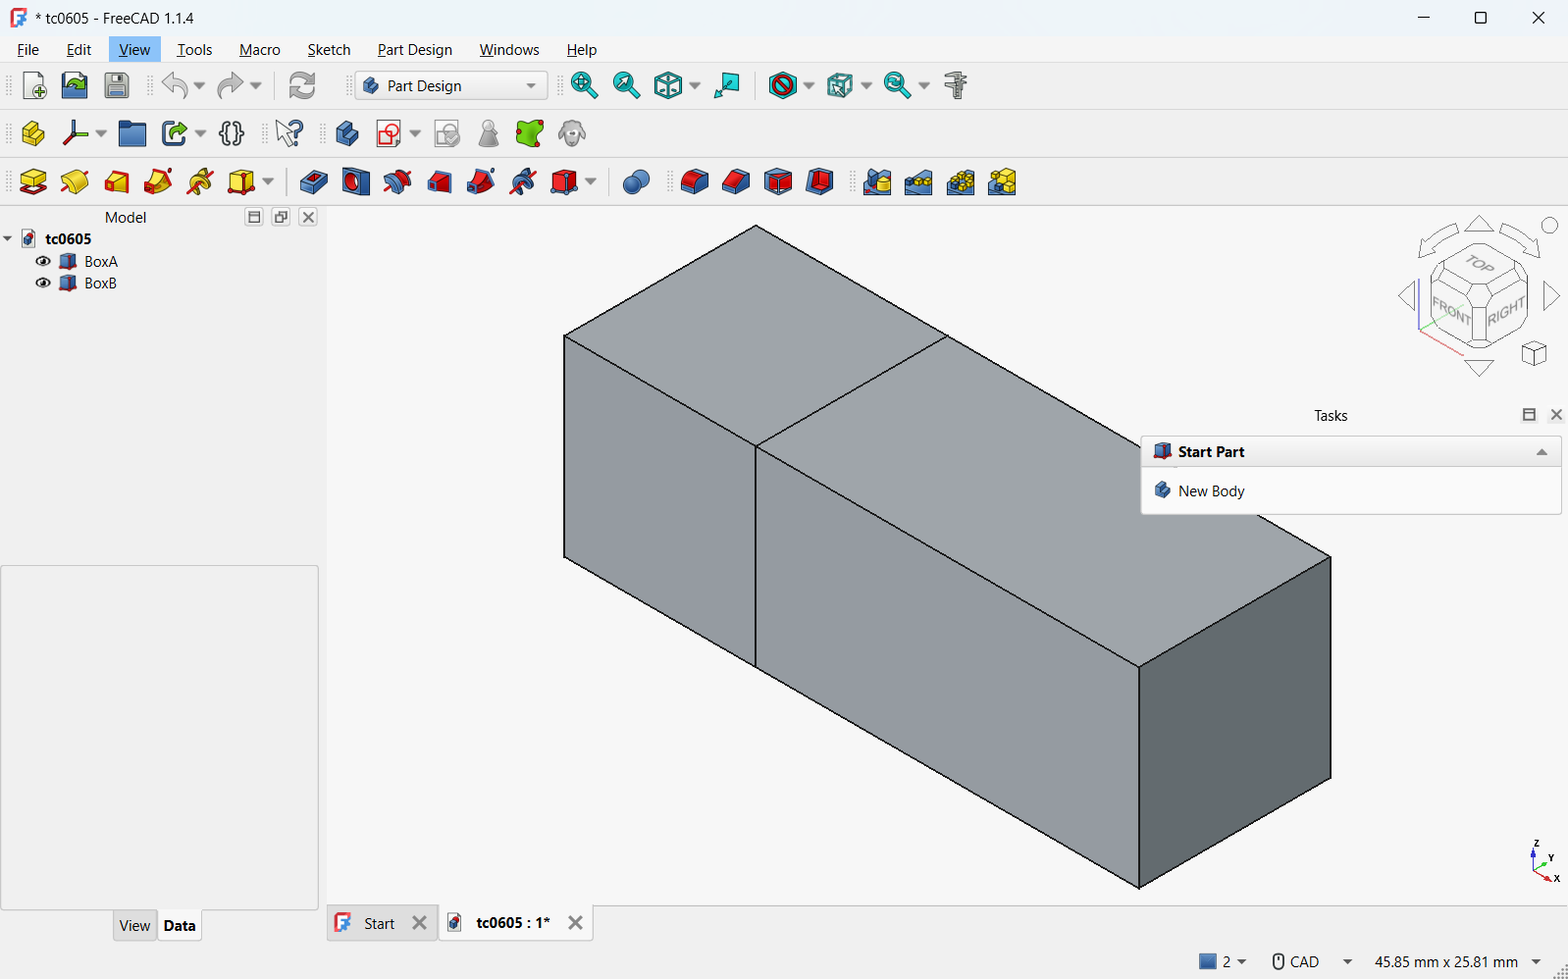 * tc0605 - FreeCAD 1.1.4
File Edit View Tools Macro Sketch Part Design Windows Help
Part Design
Model
tc0605
BoxA
BoxB
TOP
FRONT
RIGHT
Tasks
Start Part
New Body
Z
Y
X
View Data
Start
tc0605 : 1*
2
CAD
45.85 mm x 25.81 mm